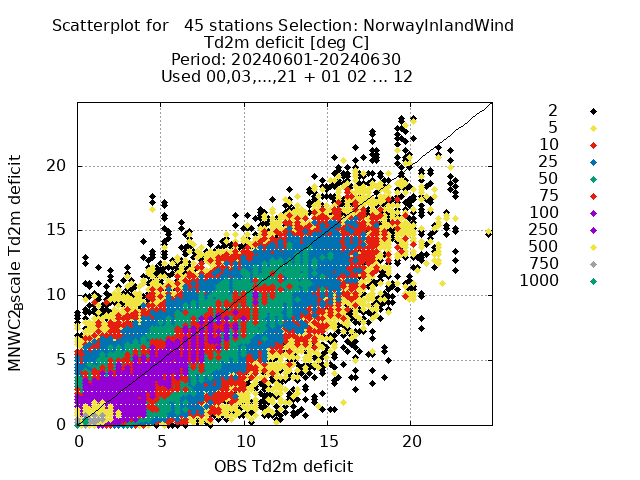 Scatterplot for   45 stations Selection: NorwayInlandWind
Td2m deficit [deg C]
Period: 20240601-20240630
Used 00,03,...,21 + 01 02 ... 12
2
5
10
25
50
75
100
250
500
750
1000
20
15
10
5
0
0 5 10 15 20
MNWC2Bscale Td2m deficit
OBS Td2m deficit